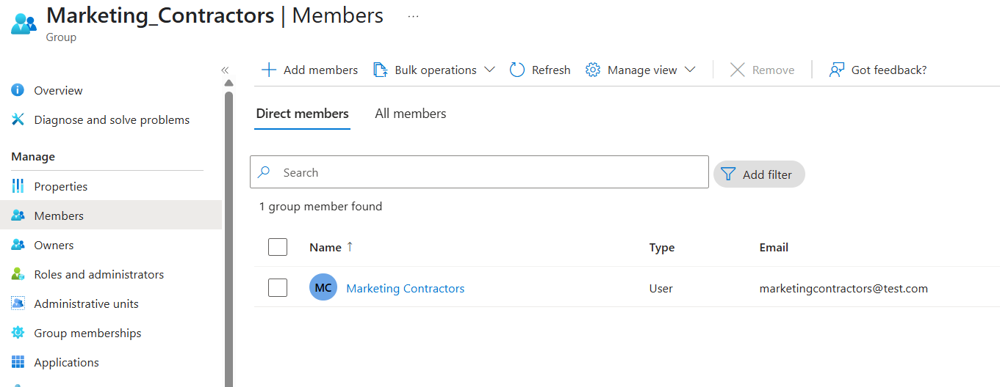 Marketing_Contractors | Members ...
Group
«
Overview
Diagnose and solve problems
Manage
Properties
Members
Owners
Roles and administrators
Administrative units
Group memberships
Applications
Add members Bulk operations Refresh Manage view Remove Got feedback?
Direct members All members
Search Add filter
1 group member found
Name ↑ Type Email
MC Marketing Contractors User marketingcontractors@test.com